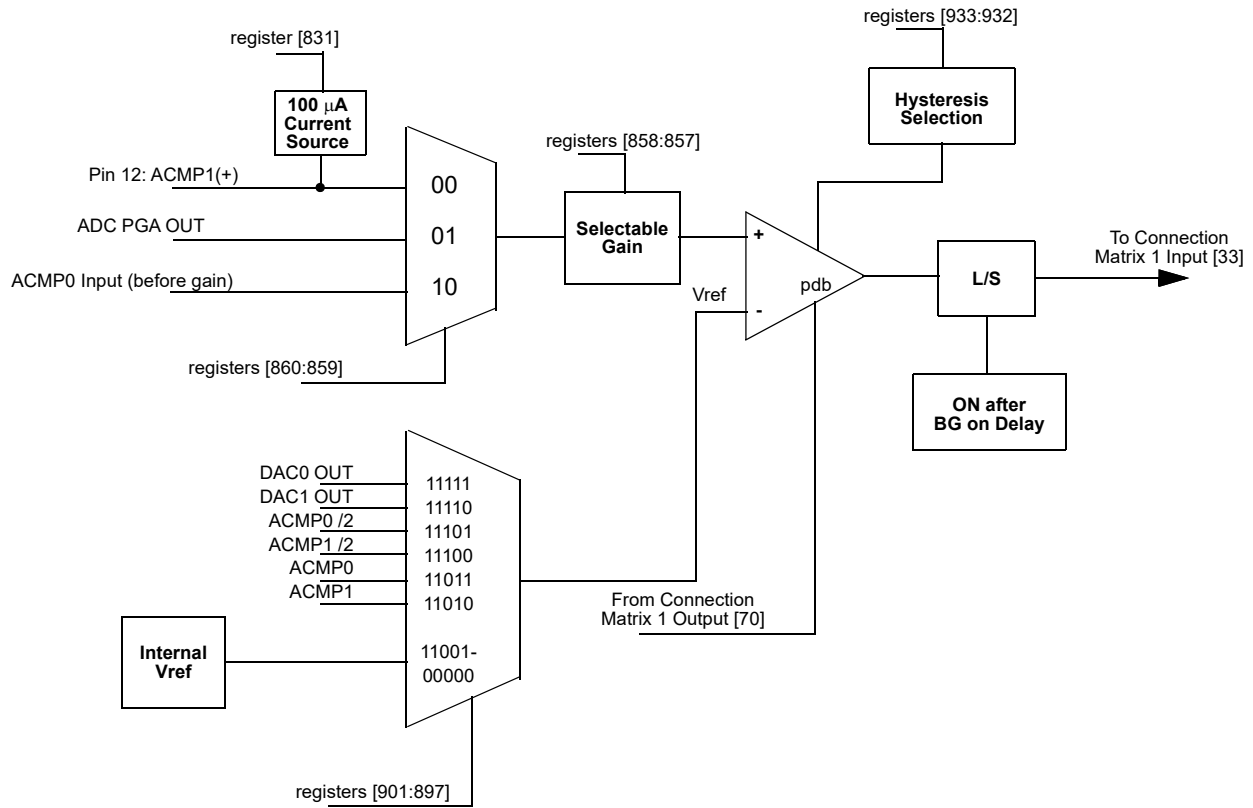 registers [933:932]
register [831]
100 μA
Current
Source
Hysteresis
Selection
registers [858:857]
Pin 12: ACMP1(+)
00
ADC PGA OUT
01
Selectable
Gain
+
To Connection
Matrix 1 Input [33]
ACMP0 Input (before gain)
10
Vref
pdb
-
L/S
registers [860:859]
ON after
BG on Delay
DAC0 OUT
11111
DAC1 OUT
11110
ACMP0 /2
11101
ACMP1 /2
11100
ACMP0
11011
ACMP1
11010
From Connection
Matrix 1 Output [70]
Internal
Vref
11001-
00000
registers [901:897]